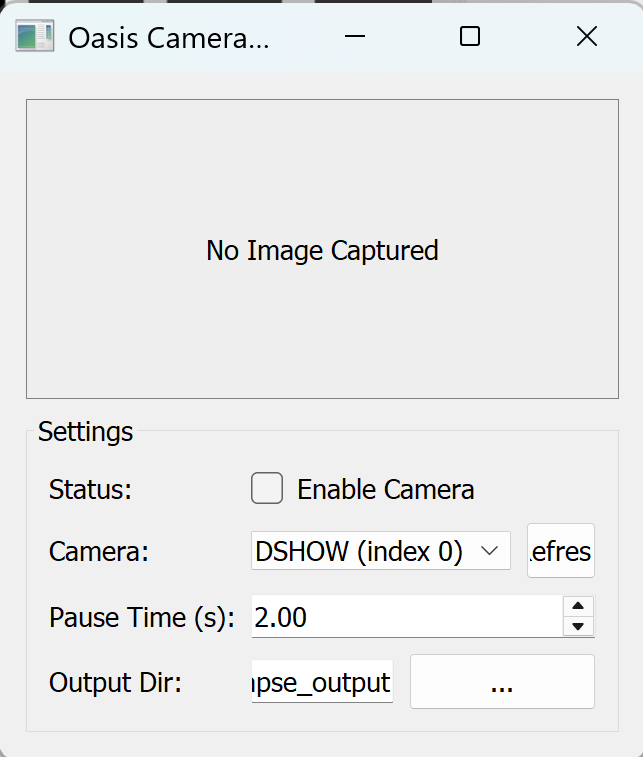 Oasis Camera...
No Image Captured
Settings
Status: Enable Camera
Camera: DSHOW (index 0) efres
Pause Time (s): 2.00
Output Dir: pse_output ...